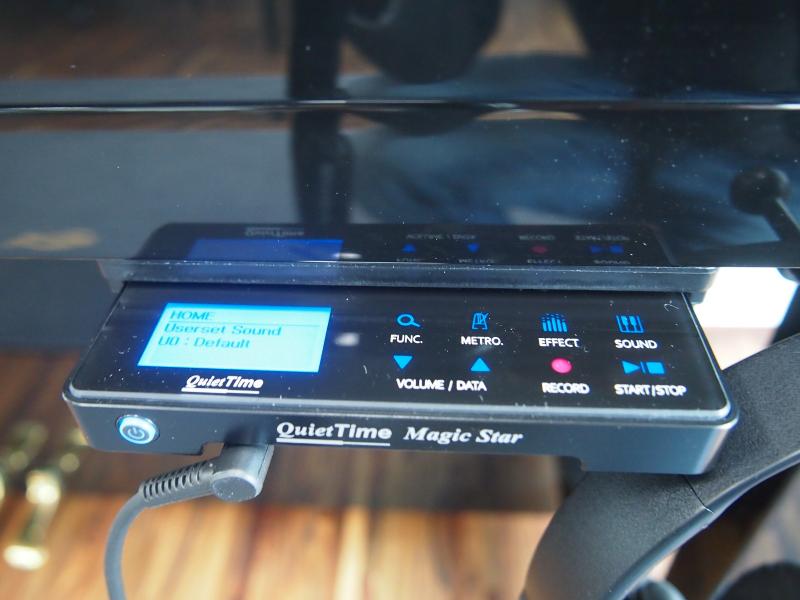 HOME
Userset Sound
U0 : Default
QuietTime
FUNC.
METRO.
EFFECT
SOUND
VOLUME / DATA
RECORD
START/STOP
QuietTime Magic Star